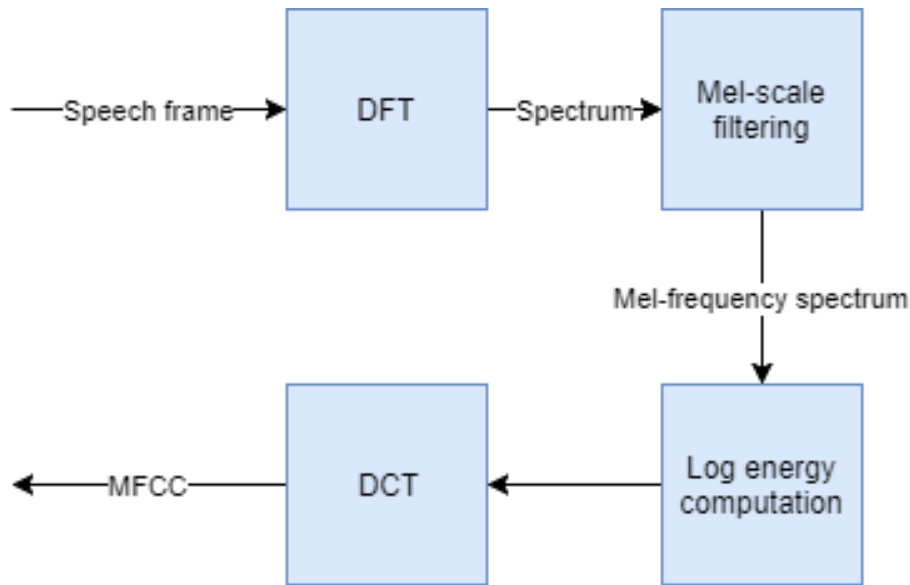 Speech frame
DFT
Spectrum
Mel-scale
filtering
Mel-frequency spectrum
Log energy
computation
DCT
MFCC